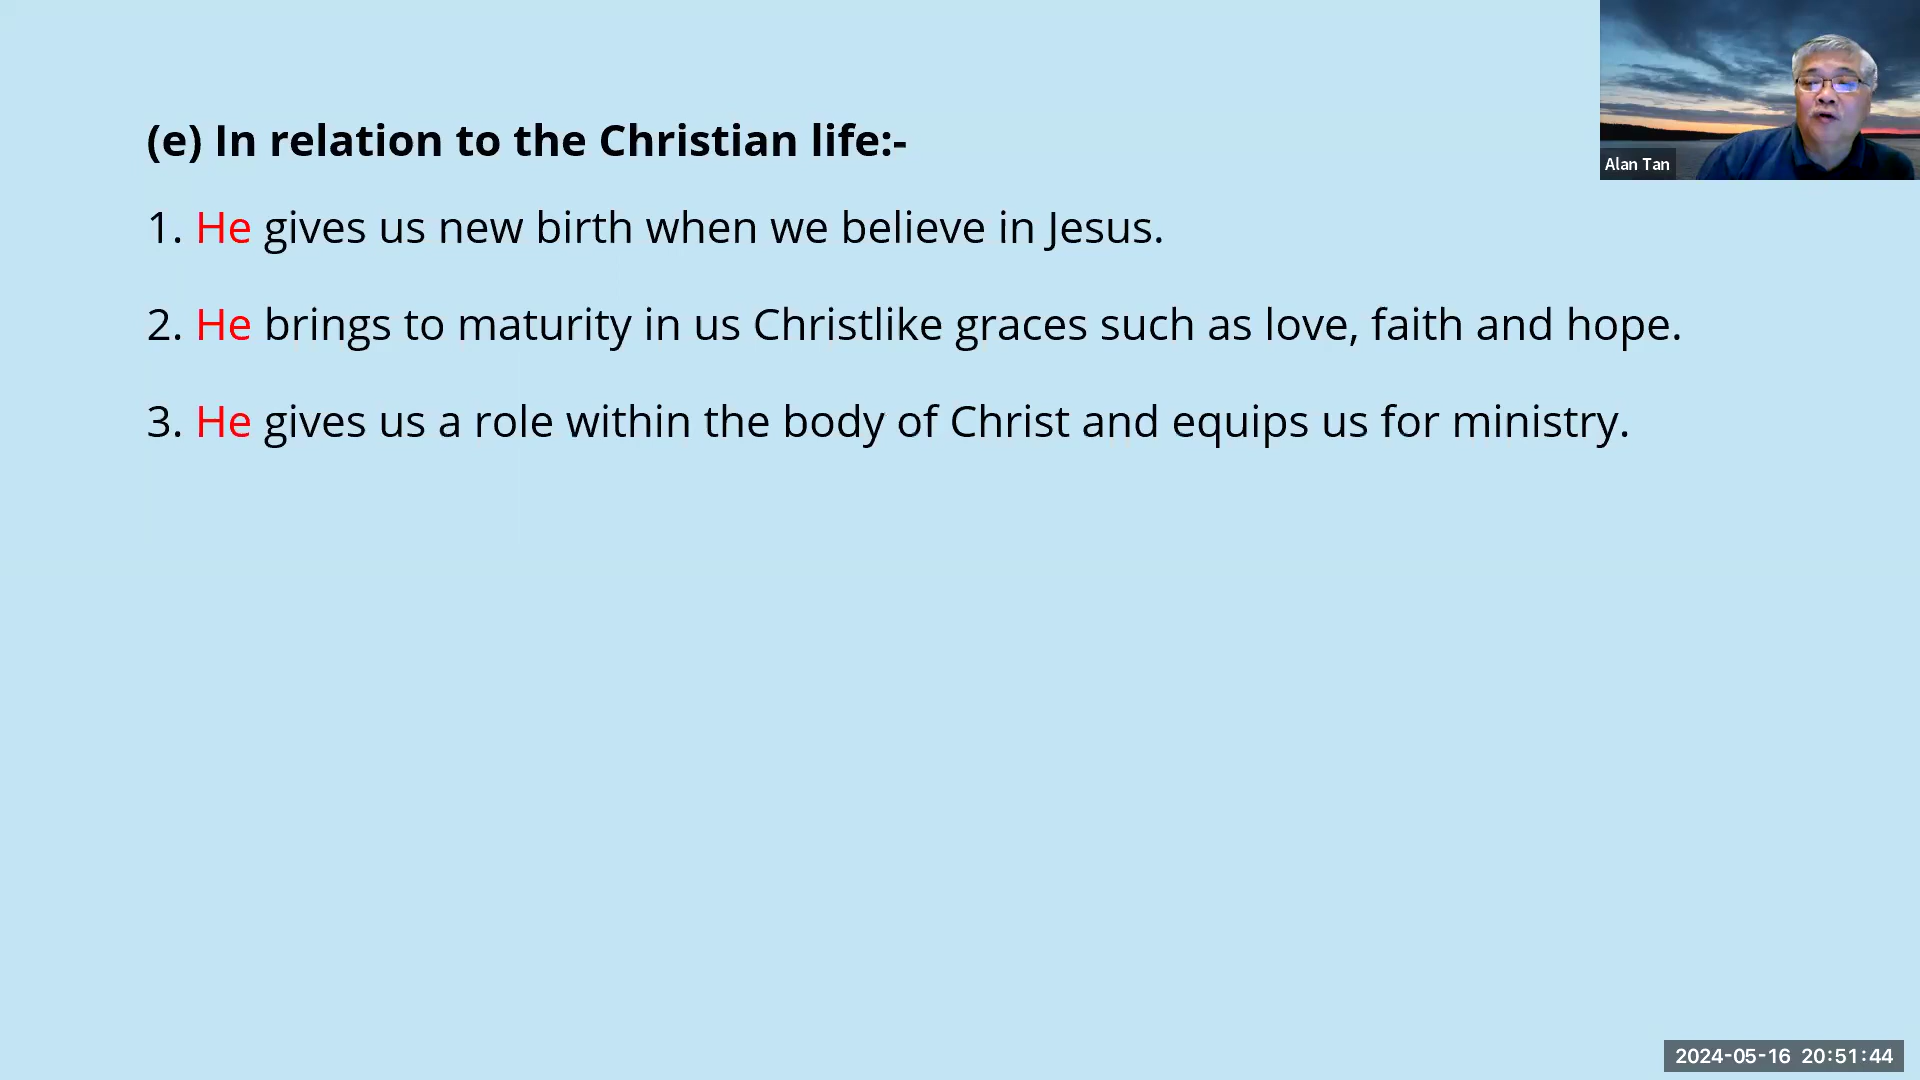 (e) In relation to the Christian life:-
1. He gives us new birth when we believe in Jesus.
2. He brings to maturity in us Christlike graces such as love, faith and hope.
3. He gives us a role within the body of Christ and equips us for ministry.
Alan Tan
2024-05-16 20:51:44